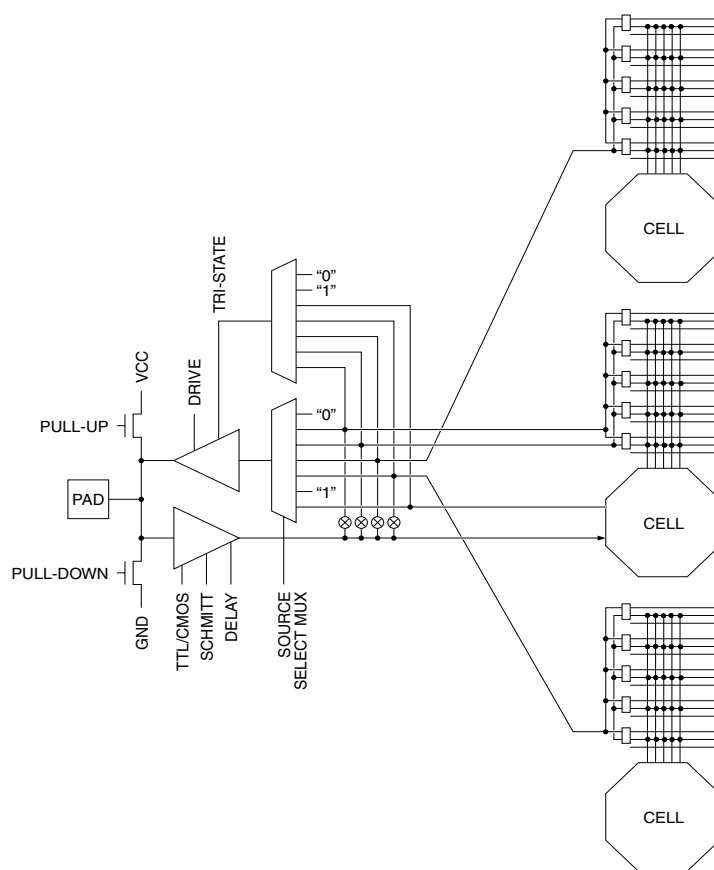 CELL
TRI-STATE
“0”
“1”
VCC
DRIVE
PULL-UP
“0”
PAD
“1”
CELL
PULL-DOWN
GND
TTL/CMOS
SCHMITT
DELAY
SOURCE
SELECT MUX
CELL